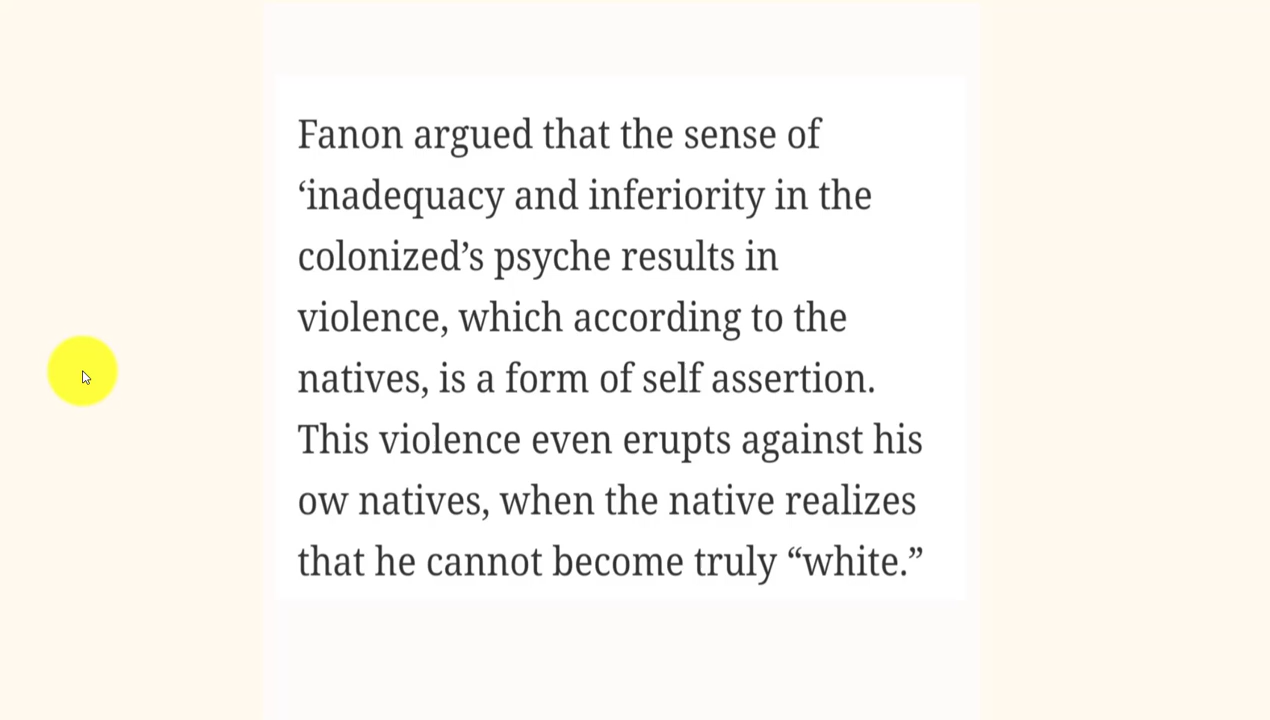 Fanon argued that the sense of
‘inadequacy and inferiority in the
colonized’s psyche results in
violence, which according to the
natives, is a form of self assertion.
This violence even erupts against his
ow natives, when the native realizes
that he cannot become truly “white.”